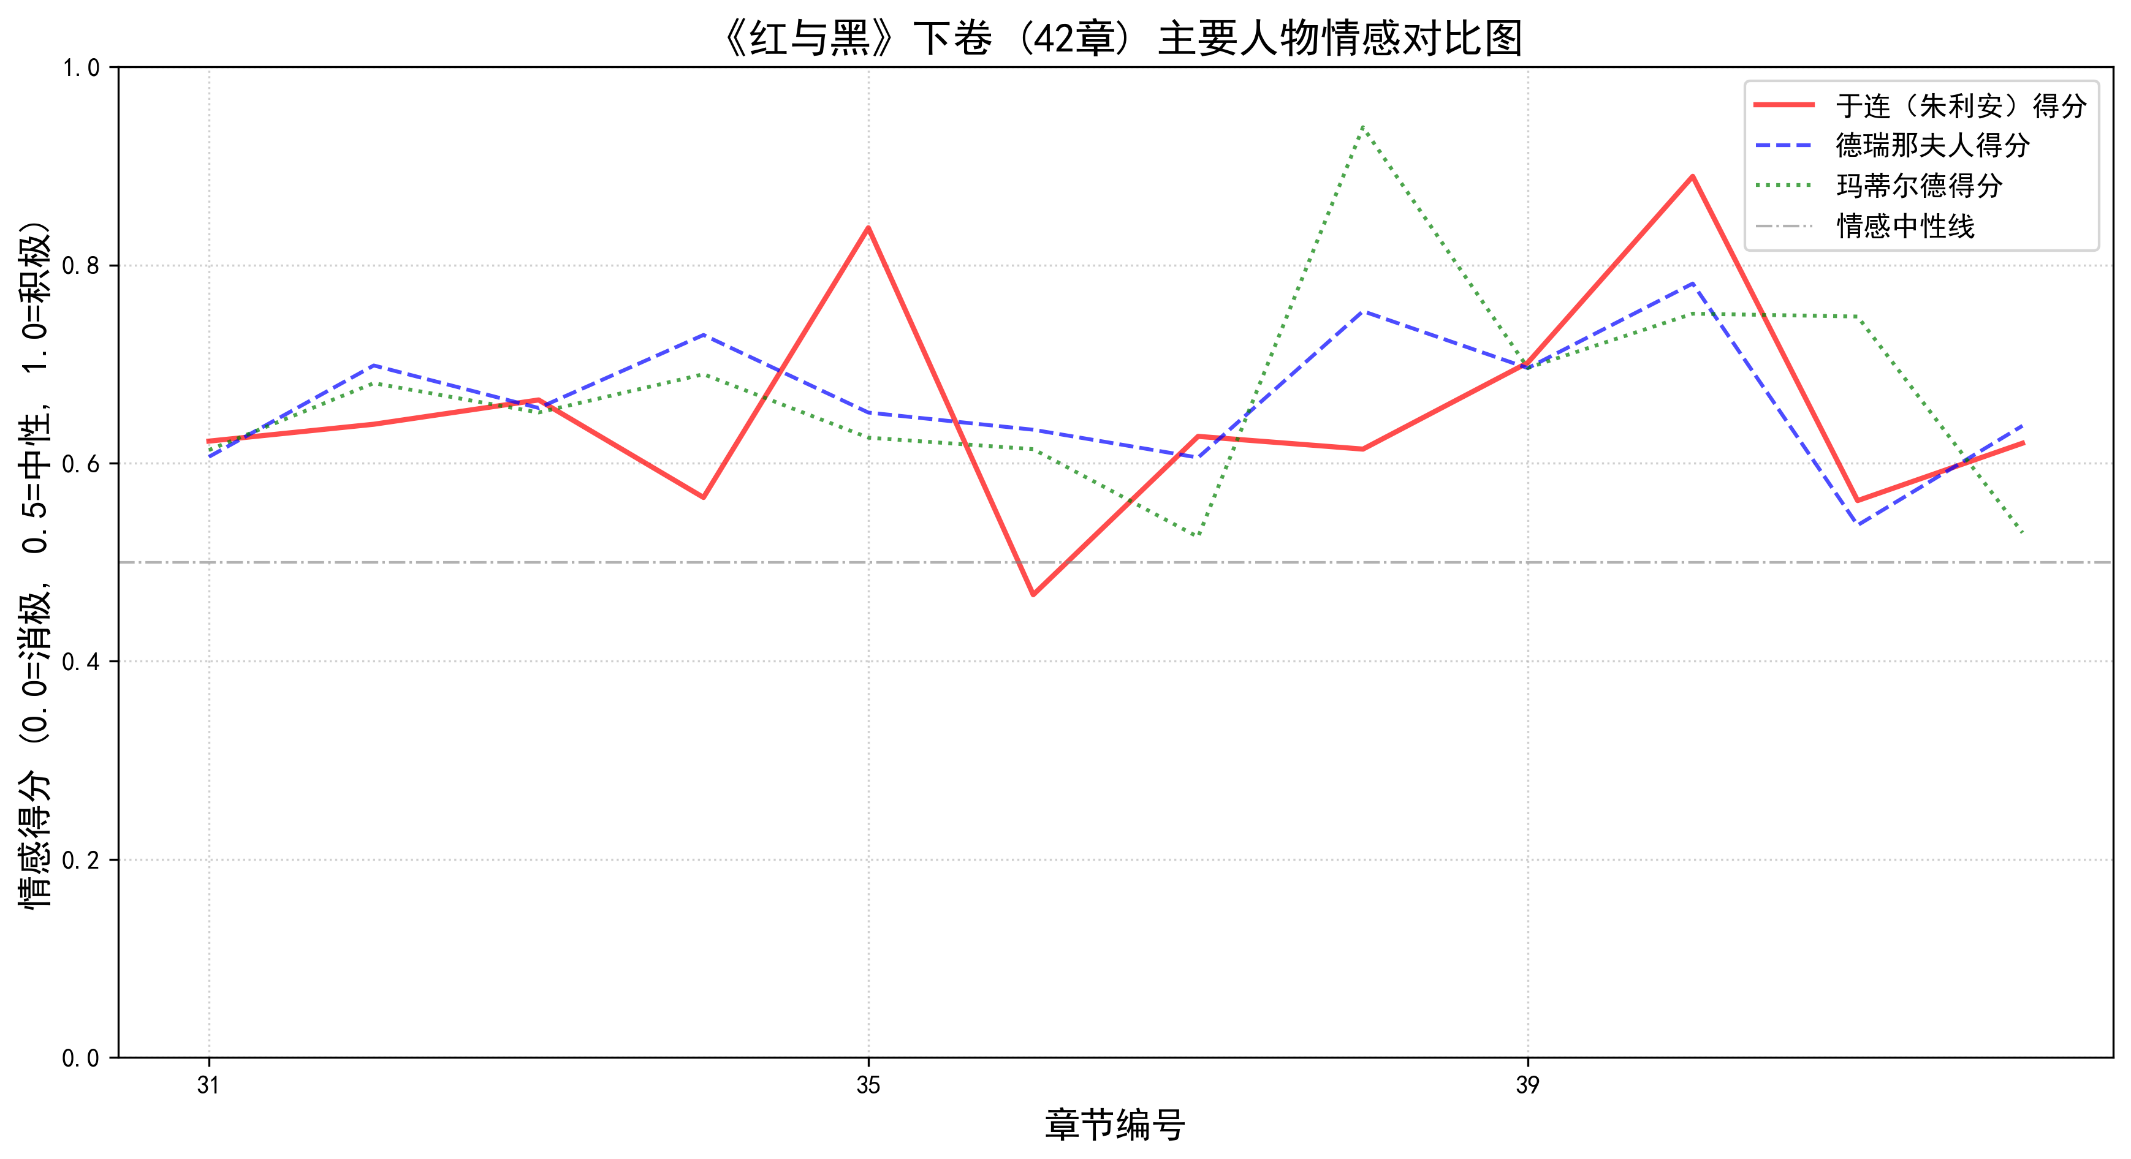 《红与黑》下卷（42章）主要人物情感对比图
于连（朱利安）得分
德瑞那夫人得分
玛蒂尔德得分
情感中性线
情感得分（0.0=消极, 0.5=中性, 1.0=积极）
1.0
0.8
0.6
0.4
0.2
0.0
31
35
39
章节编号